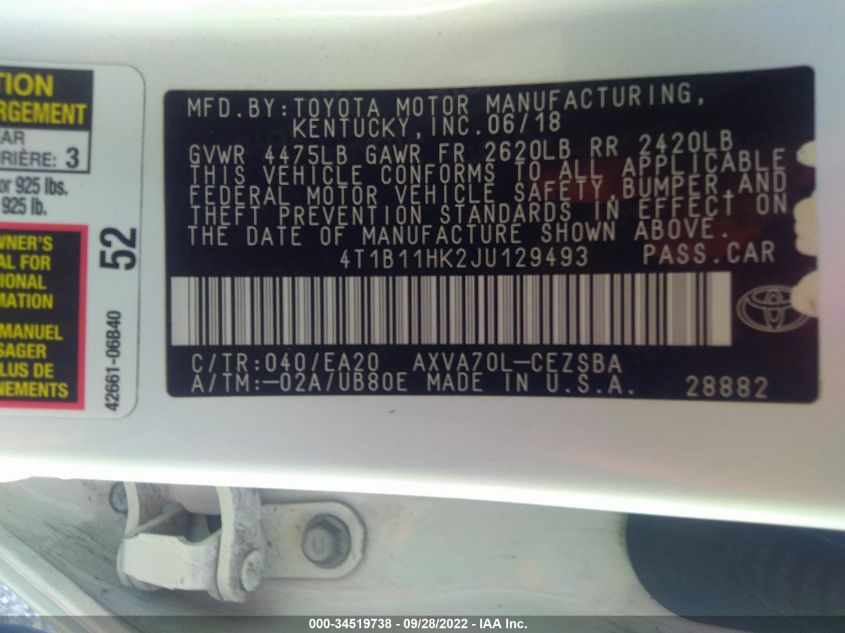 TION
ARGEMENT
EAR
RRIÈRE: 3
or 925 lbs.
925 lb.
WNER'S
AL FOR
IONAL
MATION
MANUEL
SAGER
LUS DE
NEMENTS
52
42661-06B40
MFD.BY:TOYOTA MOTOR MANUFACTURING,
KENTUCKY,INC.06/18
GVWR 4475LB GAWR FR 2620LB RR 2420LB
THIS VEHICLE CONFORMS TO ALL APPLICABLE
FEDERAL MOTOR VEHICLE SAFETY,BUMPER,AND
THEFT PREVENTION STANDARDS IN EFFECT ON
THE DATE OF MANUFACTURE SHOWN ABOVE.
4T1B11HK2JU129493 PASS.CAR
C/TR:040/EA20 AXVA70L-CEZSBA
A/TM:-02A/UB80E MADE IN U.S.A. 28882
000-34519738 - 09/28/2022 - IAA Inc.